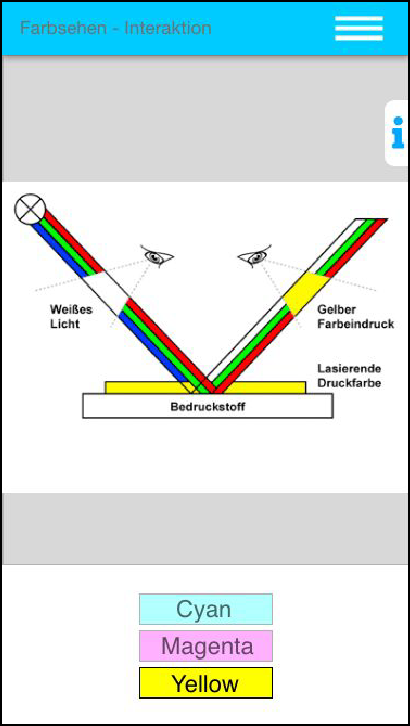 Farbsehen - Interaktion
Weißes
Licht
Gelber
Farbeindruck
Lasierende
Druckfarbe
Bedruckstoff
Cyan
Magenta
Yellow